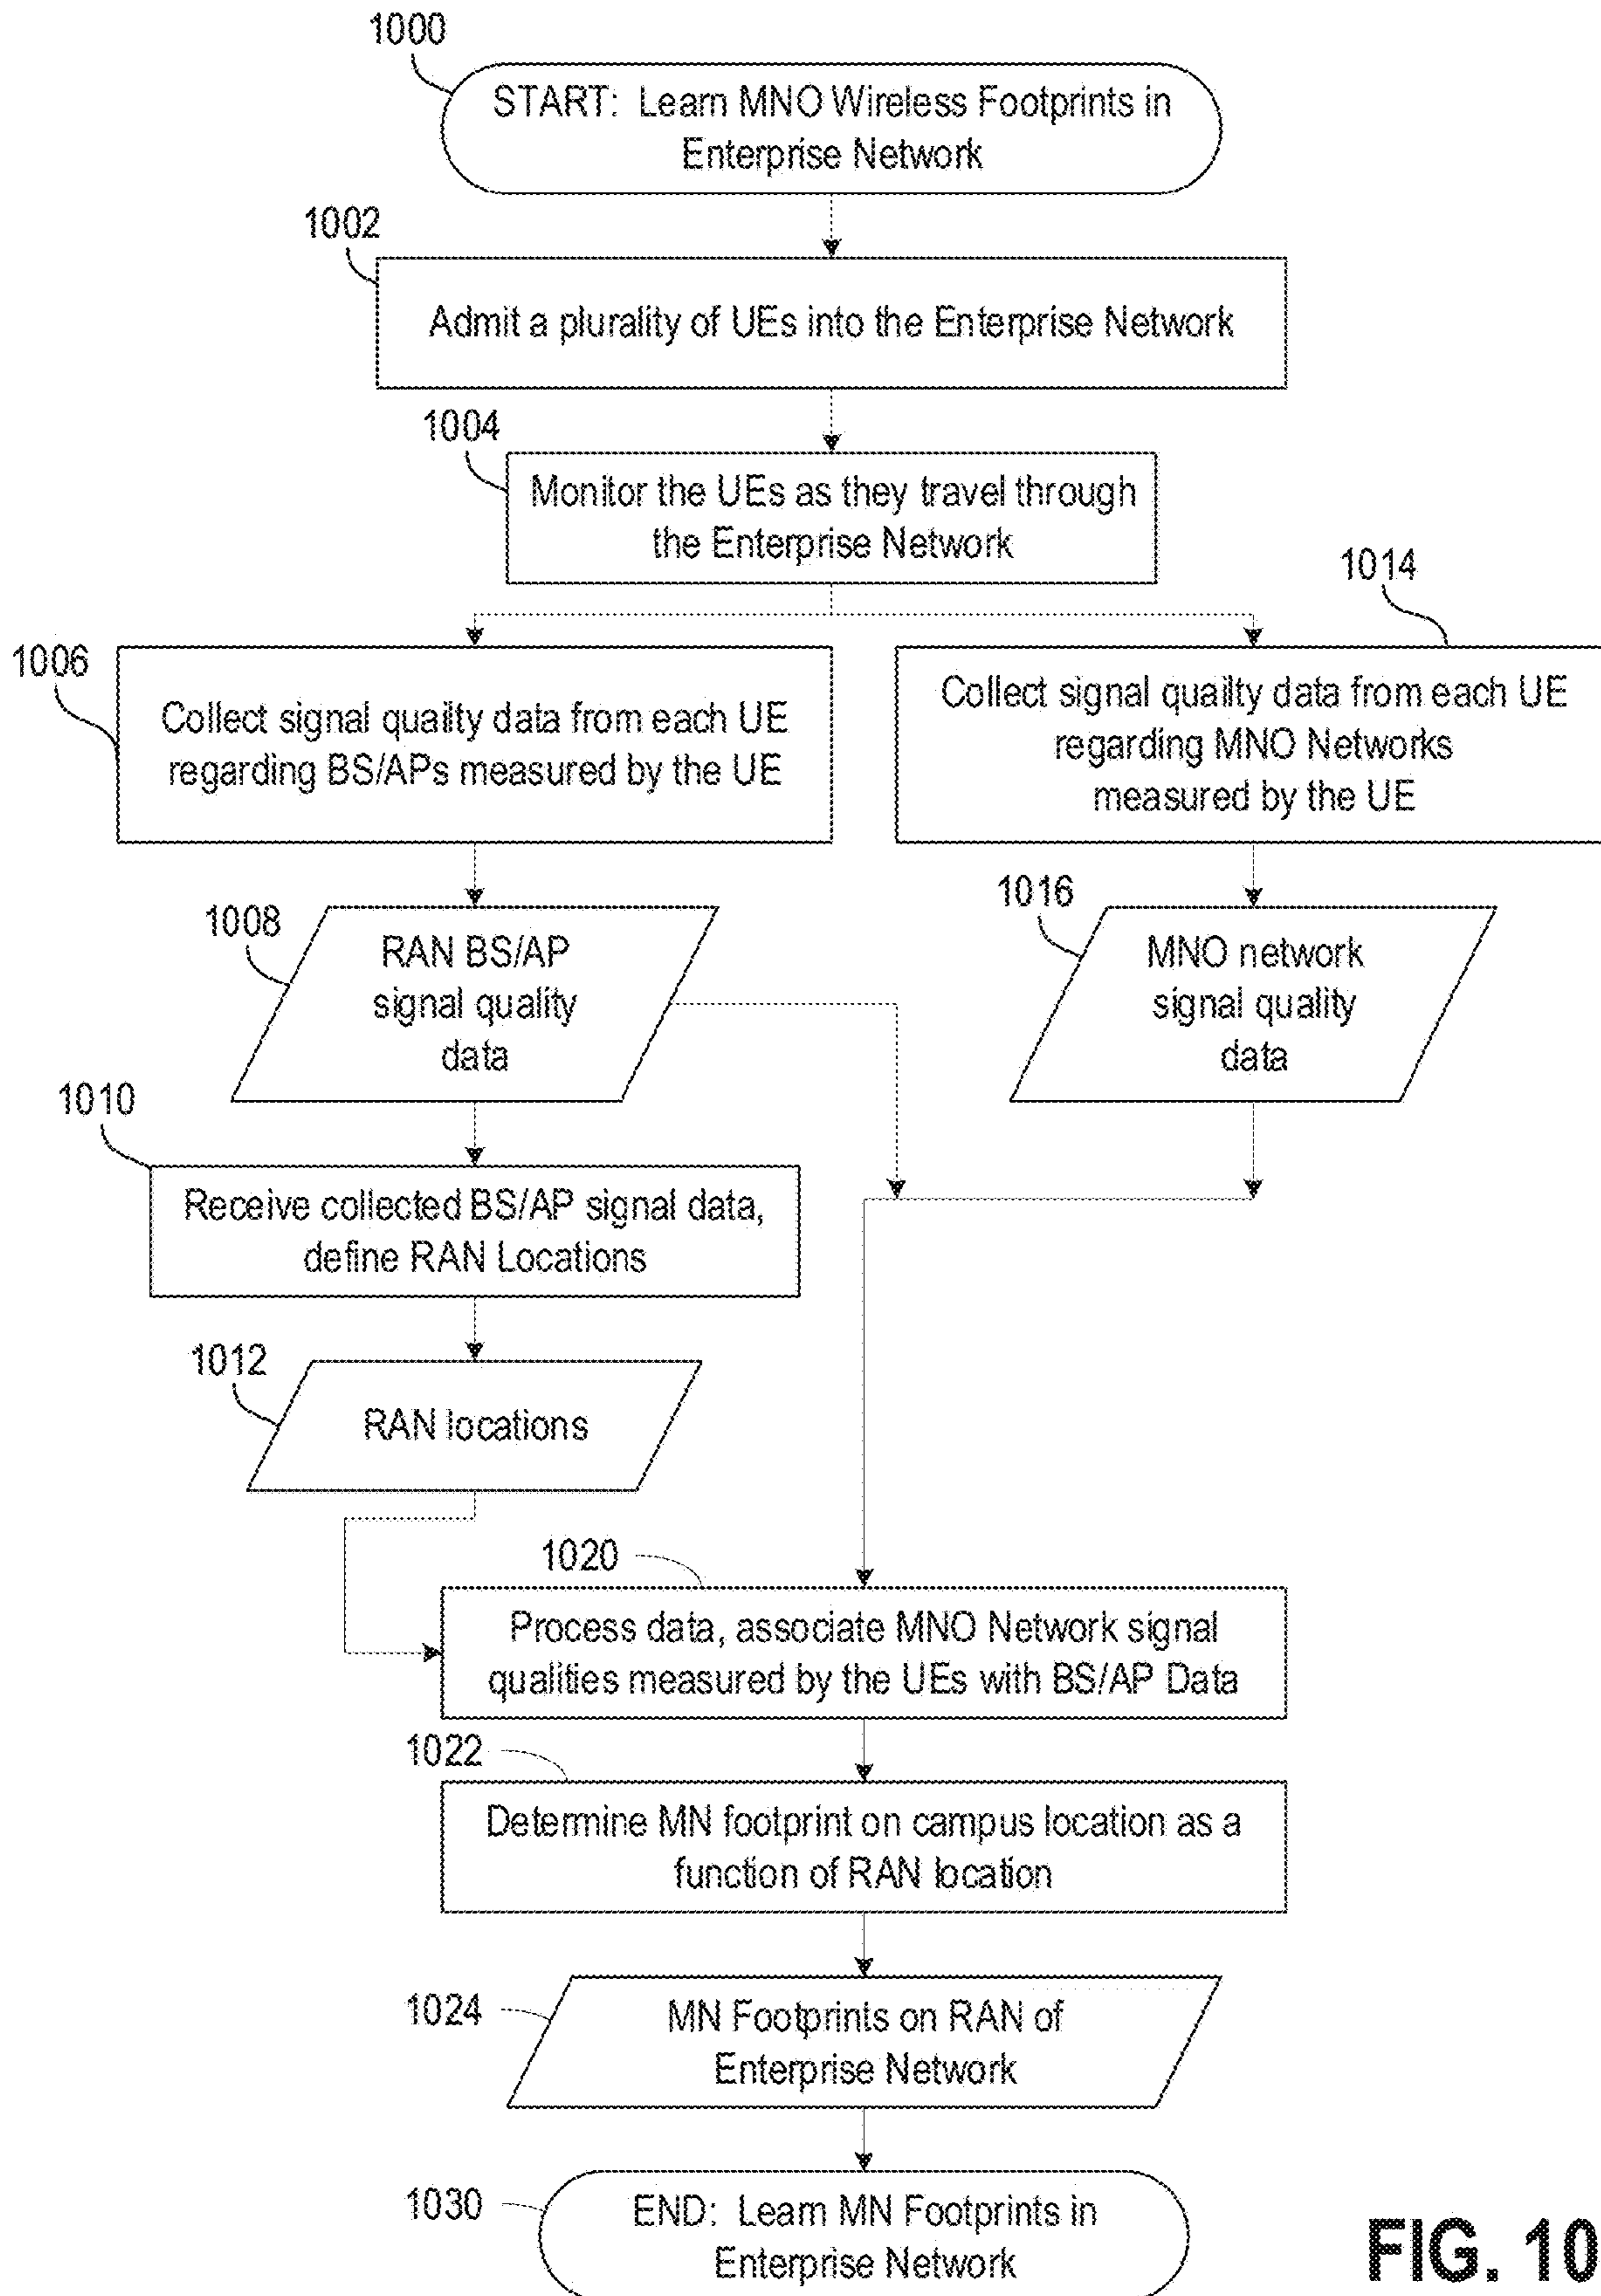 1000
START: Learn MNO Wireless Footprints in
Enterprise Network
1002
Admit a plurality of UEs into the Enterprise Network
1004
Monitor the UEs as they travel through
the Enterprise Network
1006
Collect signal quality data from each UE
regarding BS/APs measured by the UE
1014
Collect signal quality data from each UE
regarding MNO Networks
measured by the UE
1008
RAN BS/AP
signal quality
data
1016
MNO network
signal quality
data
1010
Receive collected BS/AP signal data,
define RAN Locations
1012
RAN locations
1020
Process data, associate MNO Network signal
qualities measured by the UEs with BS/AP Data
1022
Determine MN footprint on campus location as a
function of RAN location
1024
MN Footprints on RAN of
Enterprise Network
1030
END: Learn MN Footprints in
Enterprise Network
FIG. 10